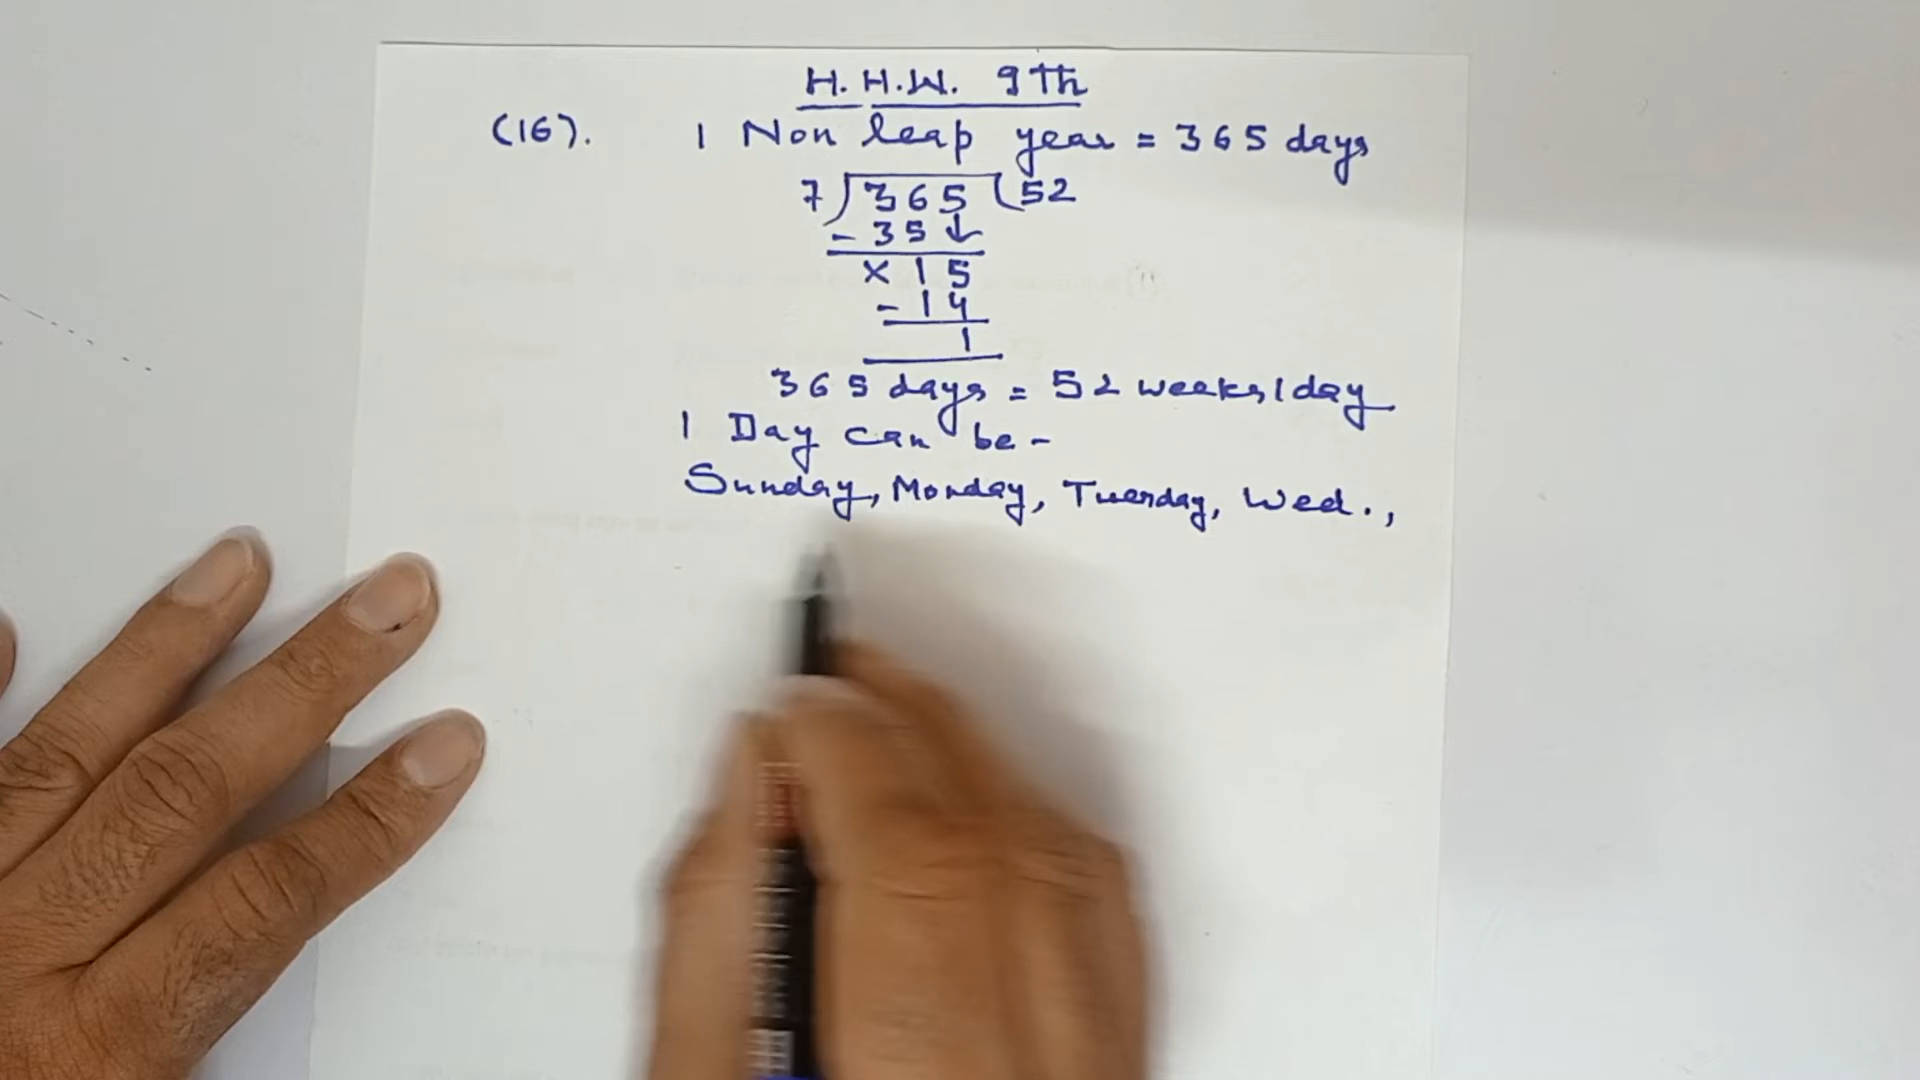 H.H.W. 9Th
(16). 1 Non leap year = 365 days
7)365(52
-35↓
×15
-14
1
365 days = 52 weeks 1 day
1 Day can be -
Sunday, Monday, Tuesday, Wed.,